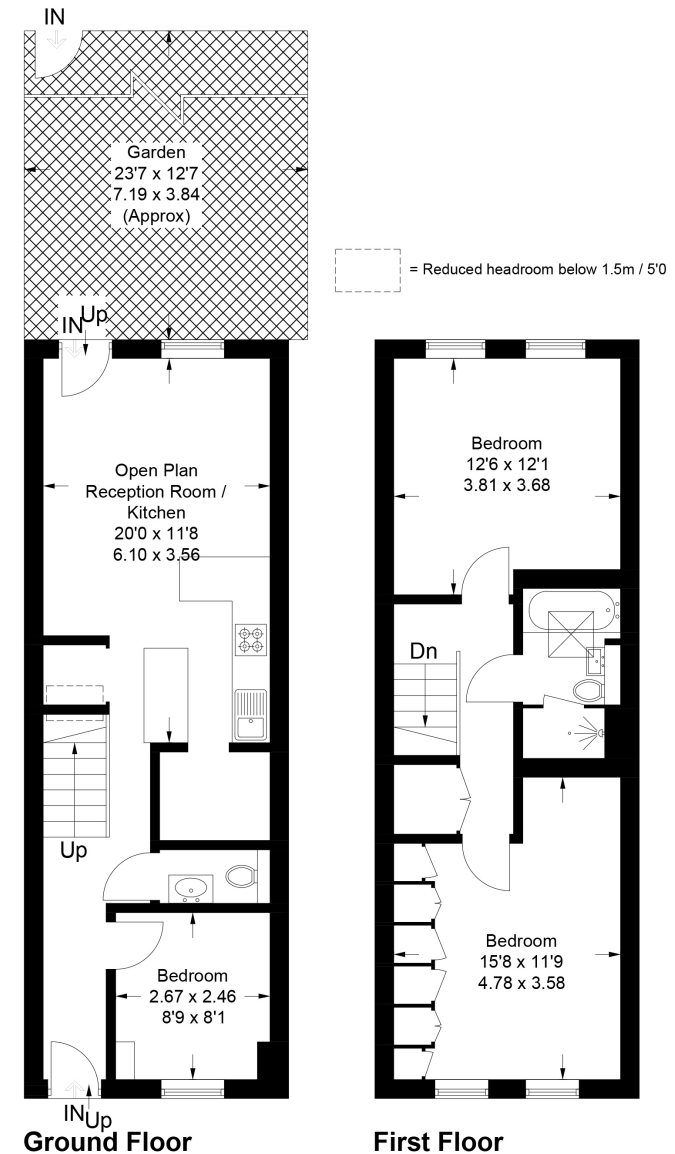 IN
Garden
23'7 x 12'7
7.19 x 3.84
(Approx)
= Reduced headroom below 1.5m / 5'0
IN
Up
Open Plan
Reception Room /
Kitchen
20'0 x 11'8
6.10 x 3.56
Up
Bedroom
2.67 x 2.46
8'9 x 8'1
IN
Up
Ground Floor
Bedroom
12'6 x 12'1
3.81 x 3.68
Dn
Bedroom
15'8 x 11'9
4.78 x 3.58
First Floor